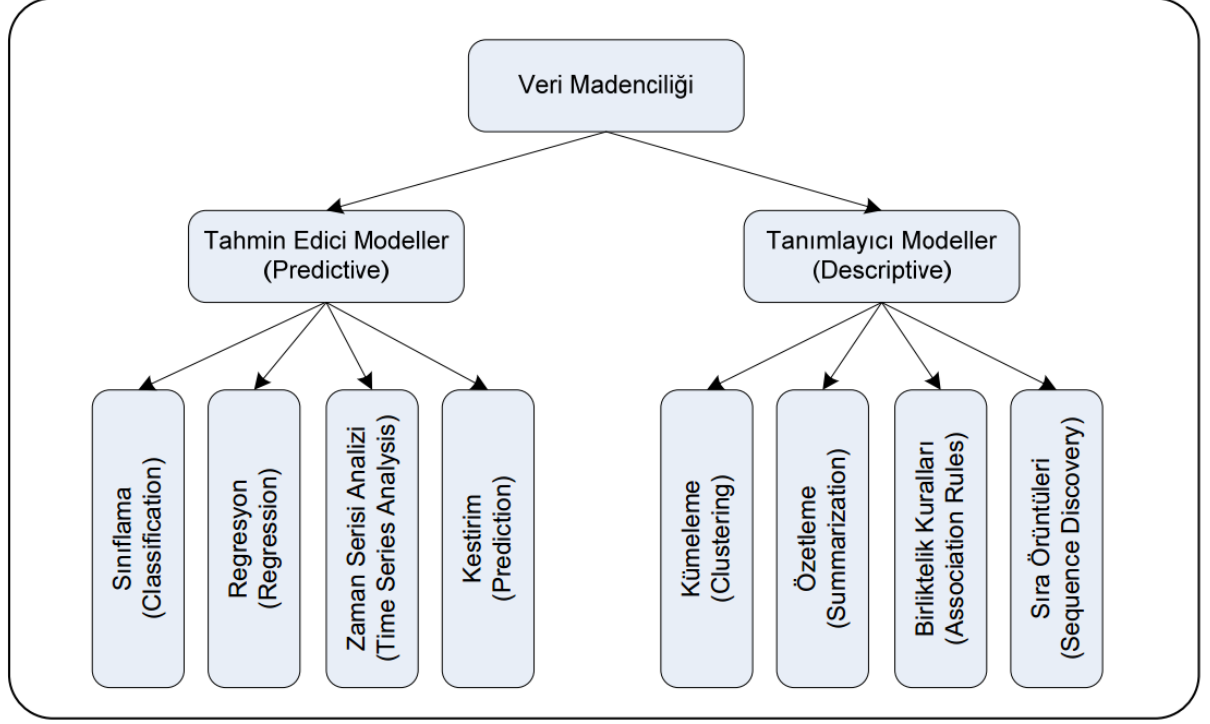 Veri Madenciliği
Tahmin Edici Modeller
(Predictive)
Tanımlayıcı Modeller
(Descriptive)
Sınıflama
(Classification)
Regresyon
(Regression)
Zaman Serisi Analizi
(Time Series Analysis)
Kestirim
(Prediction)
Kümeleme
(Clustering)
Özetleme
(Summarization)
Birliktelik Kuralları
(Association Rules)
Sıra Örüntüleri
(Sequence Discovery)